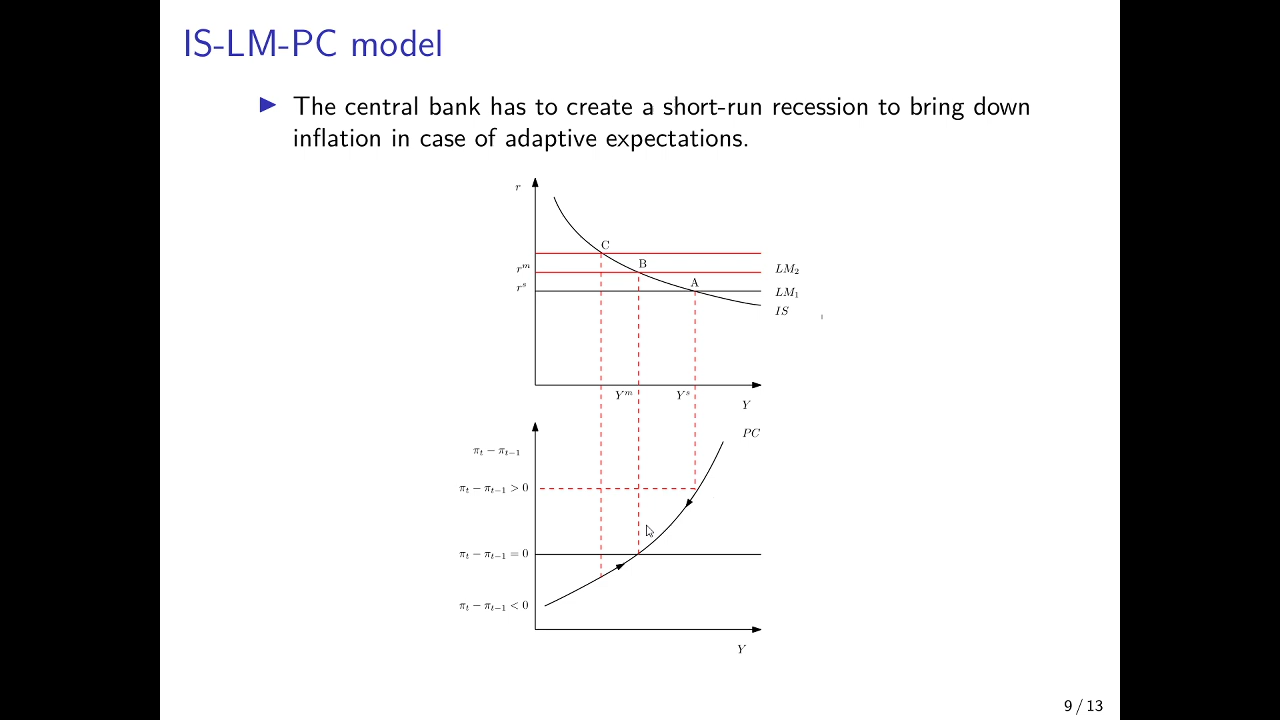 IS-LM-PC model
The central bank has to create a short-run recession to bring down
inflation in case of adaptive expectations.
r
C
B
r^m
LM_2
A
r^s
LM_1
IS
Y^m
Y^s
Y
PC
π_t − π_{t−1}
π_t − π_{t−1} > 0
π_t − π_{t−1} = 0
π_t − π_{t−1} < 0
Y
9 / 13